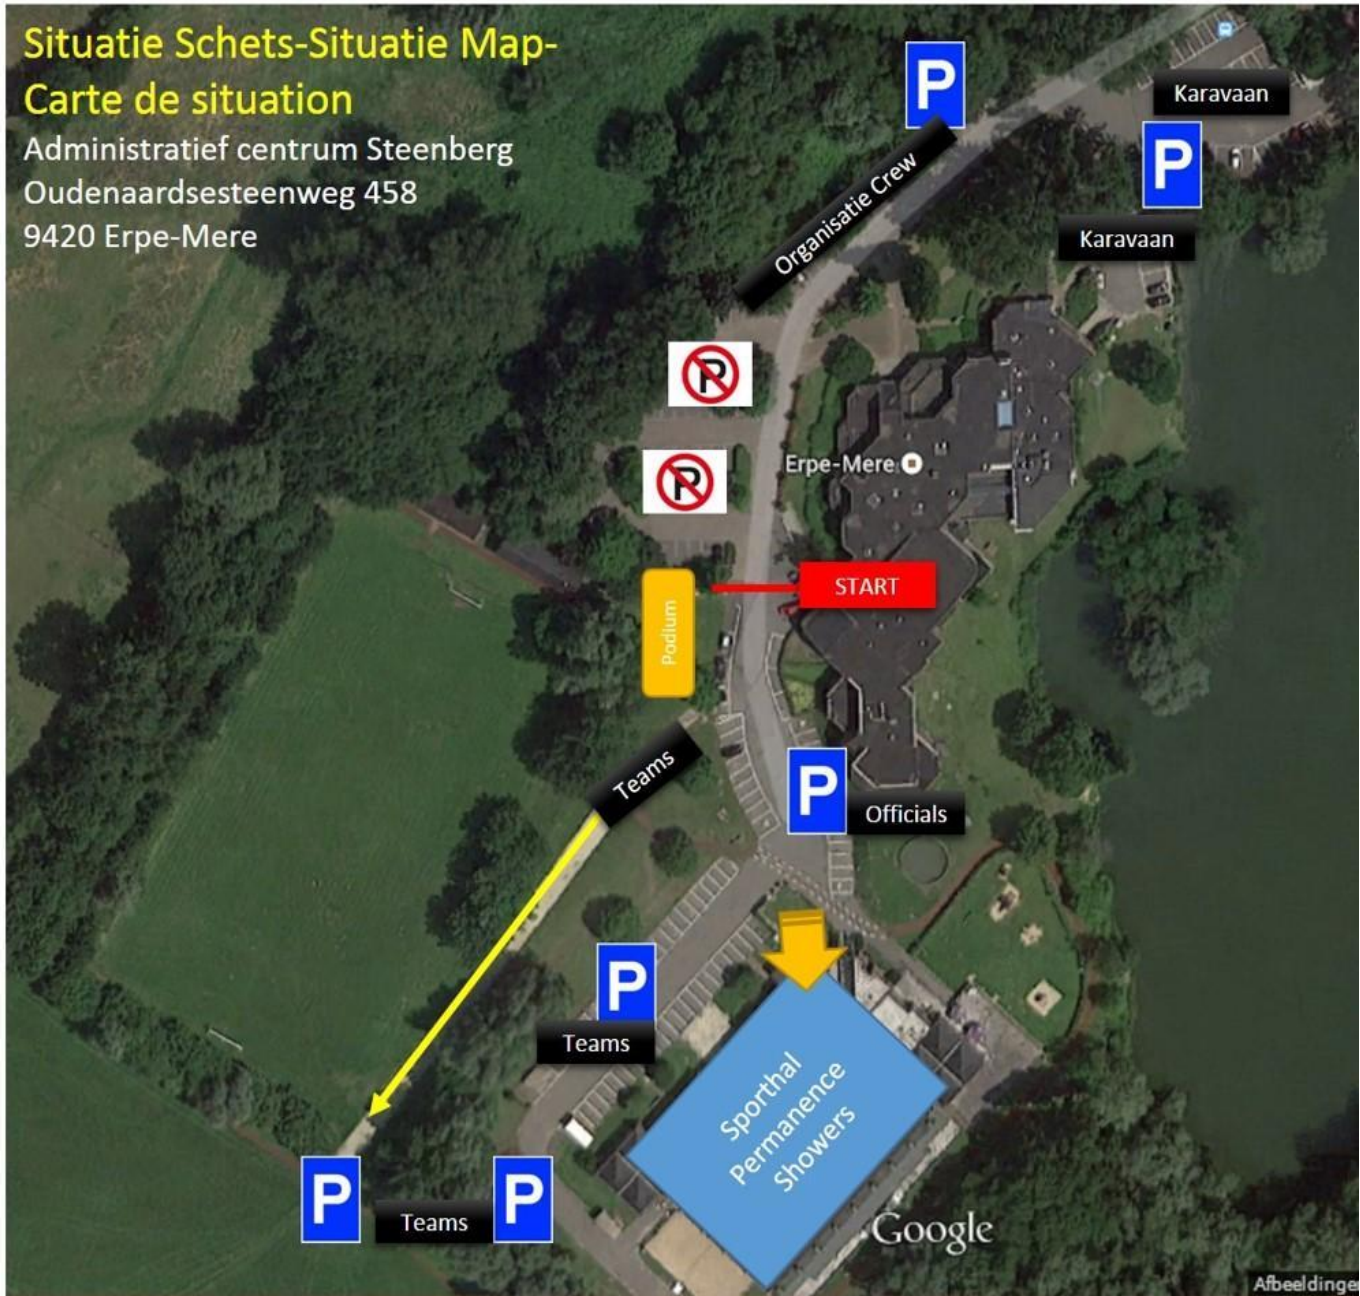 Situatie Schets-Situatie Map-
Carte de situation
Administratief centrum Steenberg
Oudenaardsesteenweg 458
9420 Erpe-Mere
P
Karavaan
P
Organisatie Crew
Karavaan
P
Erpe-Mere
P
START
Podium
Teams
P
Officials
P
Teams
Sporthal
Permanence
Showers
P
Teams
P
Google
Afbeeldingen